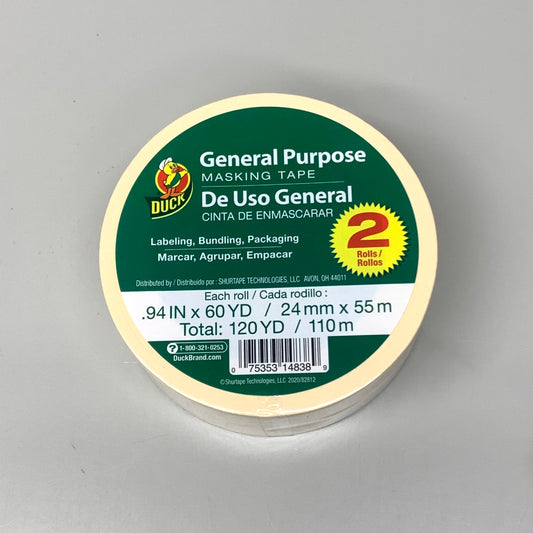 DUCK
General Purpose
MASKING TAPE
De Uso General
CINTA DE ENMASCARAR
2
Rolls/
Rollos
Labeling, Bundling, Packaging
Marcar, Agrupar, Empacar
Distributed by / Distribuido por : SHURTAPE TECHNOLOGIES, LLC AVON, OH 44011
Each roll / Cada rodillo :
.94 IN x 60 YD / 24 mm x 55 m
Total: 120 YD / 110 m
? 1-800-321-0253
DuckBrand.com
0 75353 14838 9
©Shurtape Technologies, LLC 2020/82812